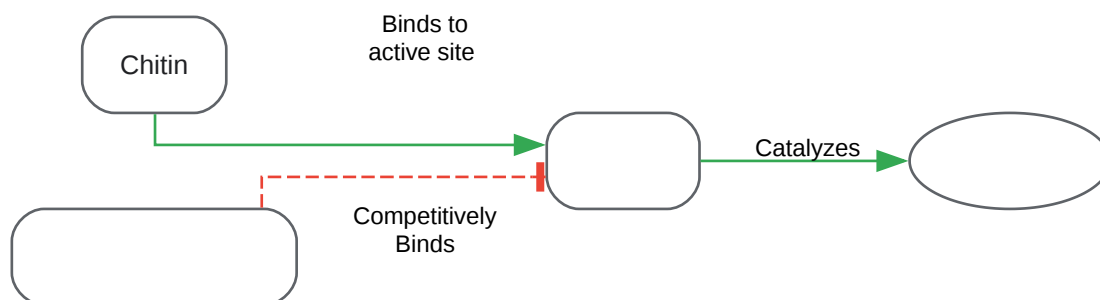 Binds to
active site
Chitin
Catalyzes
Competitively
Binds